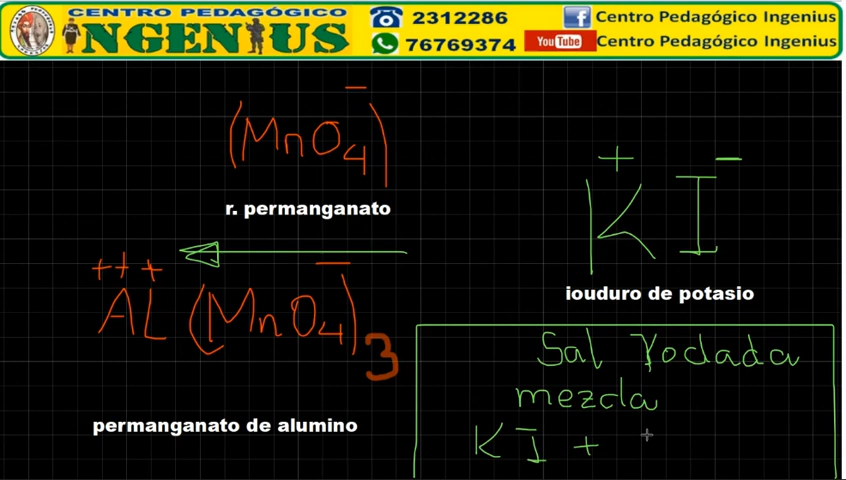 CENTRO PEDAGÓGICO
INGENIUS
2312286
76769374
Centro Pedagógico Ingenius
YouTube Centro Pedagógico Ingenius
(MnO₄⁻)
r. permanganato
+++ −
AL(MnO₄)₃
permanganato de alumino
+ −
K I
iouduro de potasio
Sal Yodada
mezcla
KI +